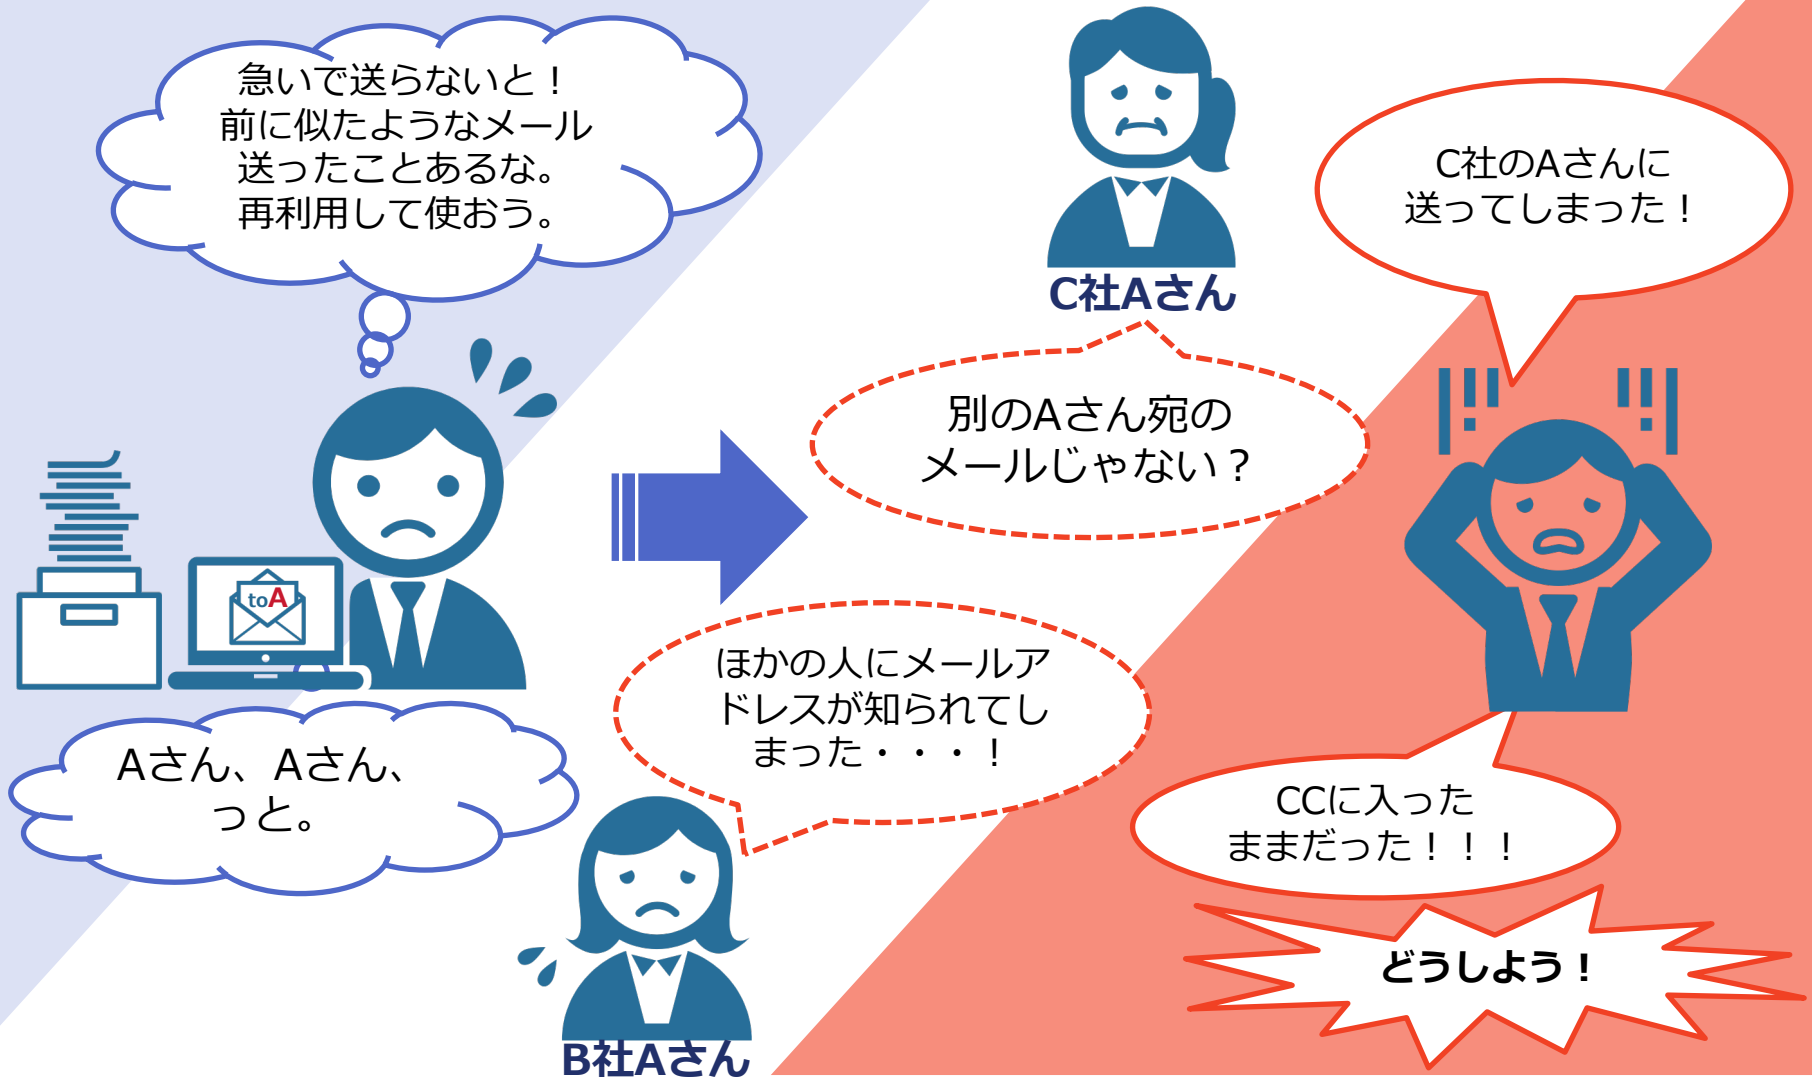 急いで送らないと！
前に似たようなメール
送ったことあるな。
再利用して使おう。
toA
Aさん、Aさん、
っと。
C社Aさん
別のAさん宛の
メールじゃない？
ほかの人にメールア
ドレスが知られてし
まった・・・！
B社Aさん
C社のAさんに
送ってしまった！
CCに入った
ままだった！！！
どうしよう！